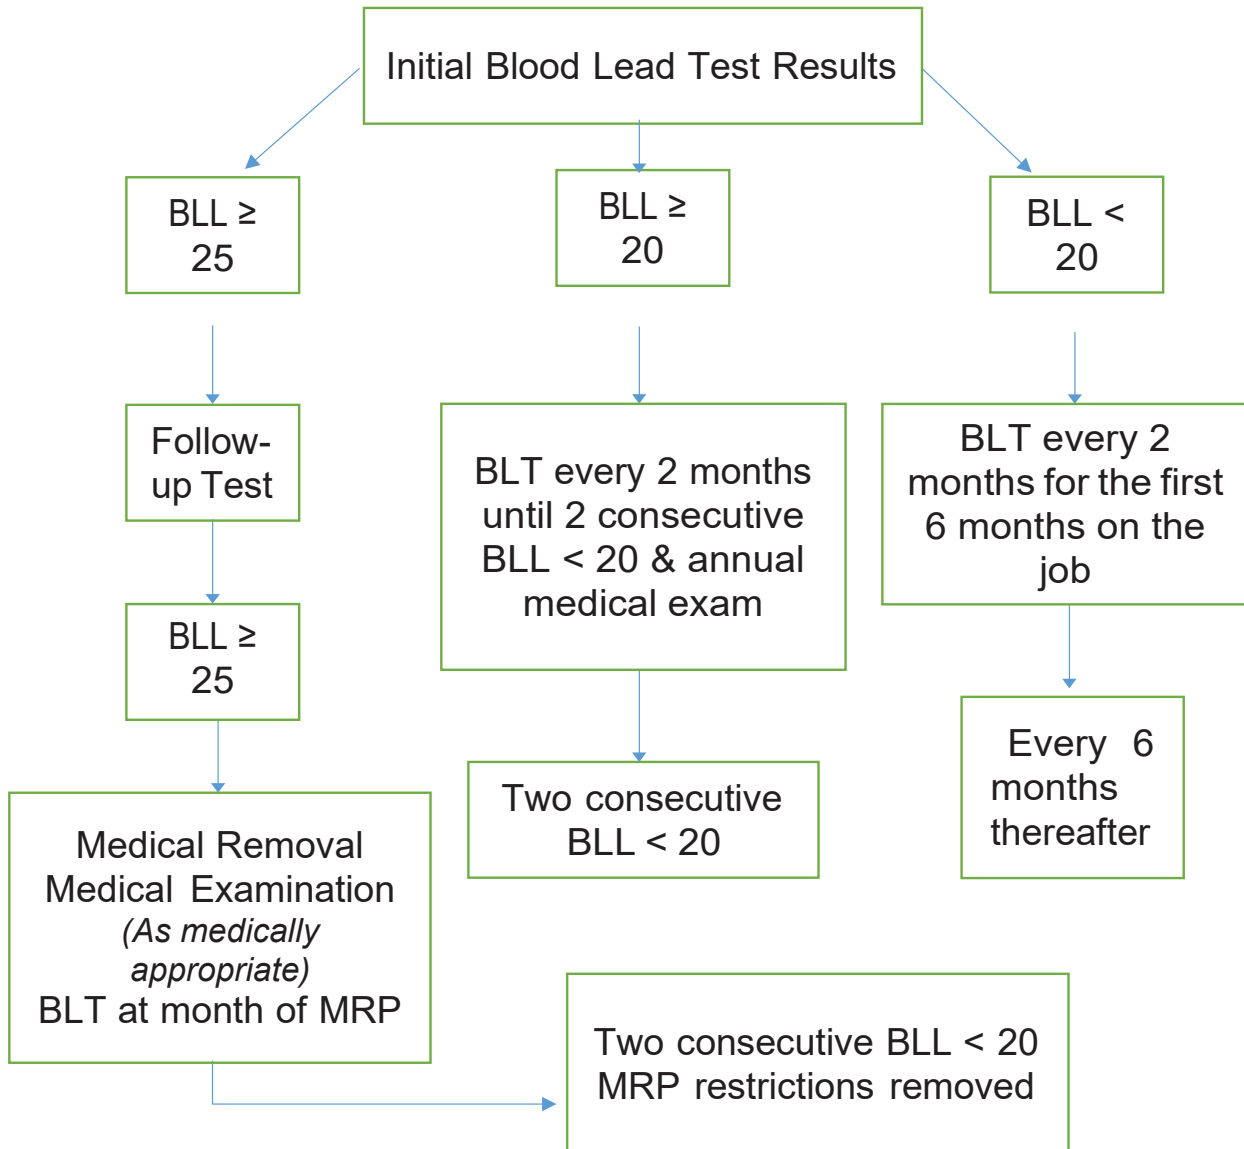 Initial Blood Lead Test Results
BLL ≥
25
BLL ≥
20
BLL <
20
Follow-
up Test
BLT every 2 months
until 2 consecutive
BLL < 20 & annual
medical exam
BLT every 2
months for the first
6 months on the
job
BLL ≥
25
Every 6
months
thereafter
Two consecutive
BLL < 20
Medical Removal
Medical Examination
(As medically
appropriate)
BLT at month of MRP
Two consecutive BLL < 20
MRP restrictions removed